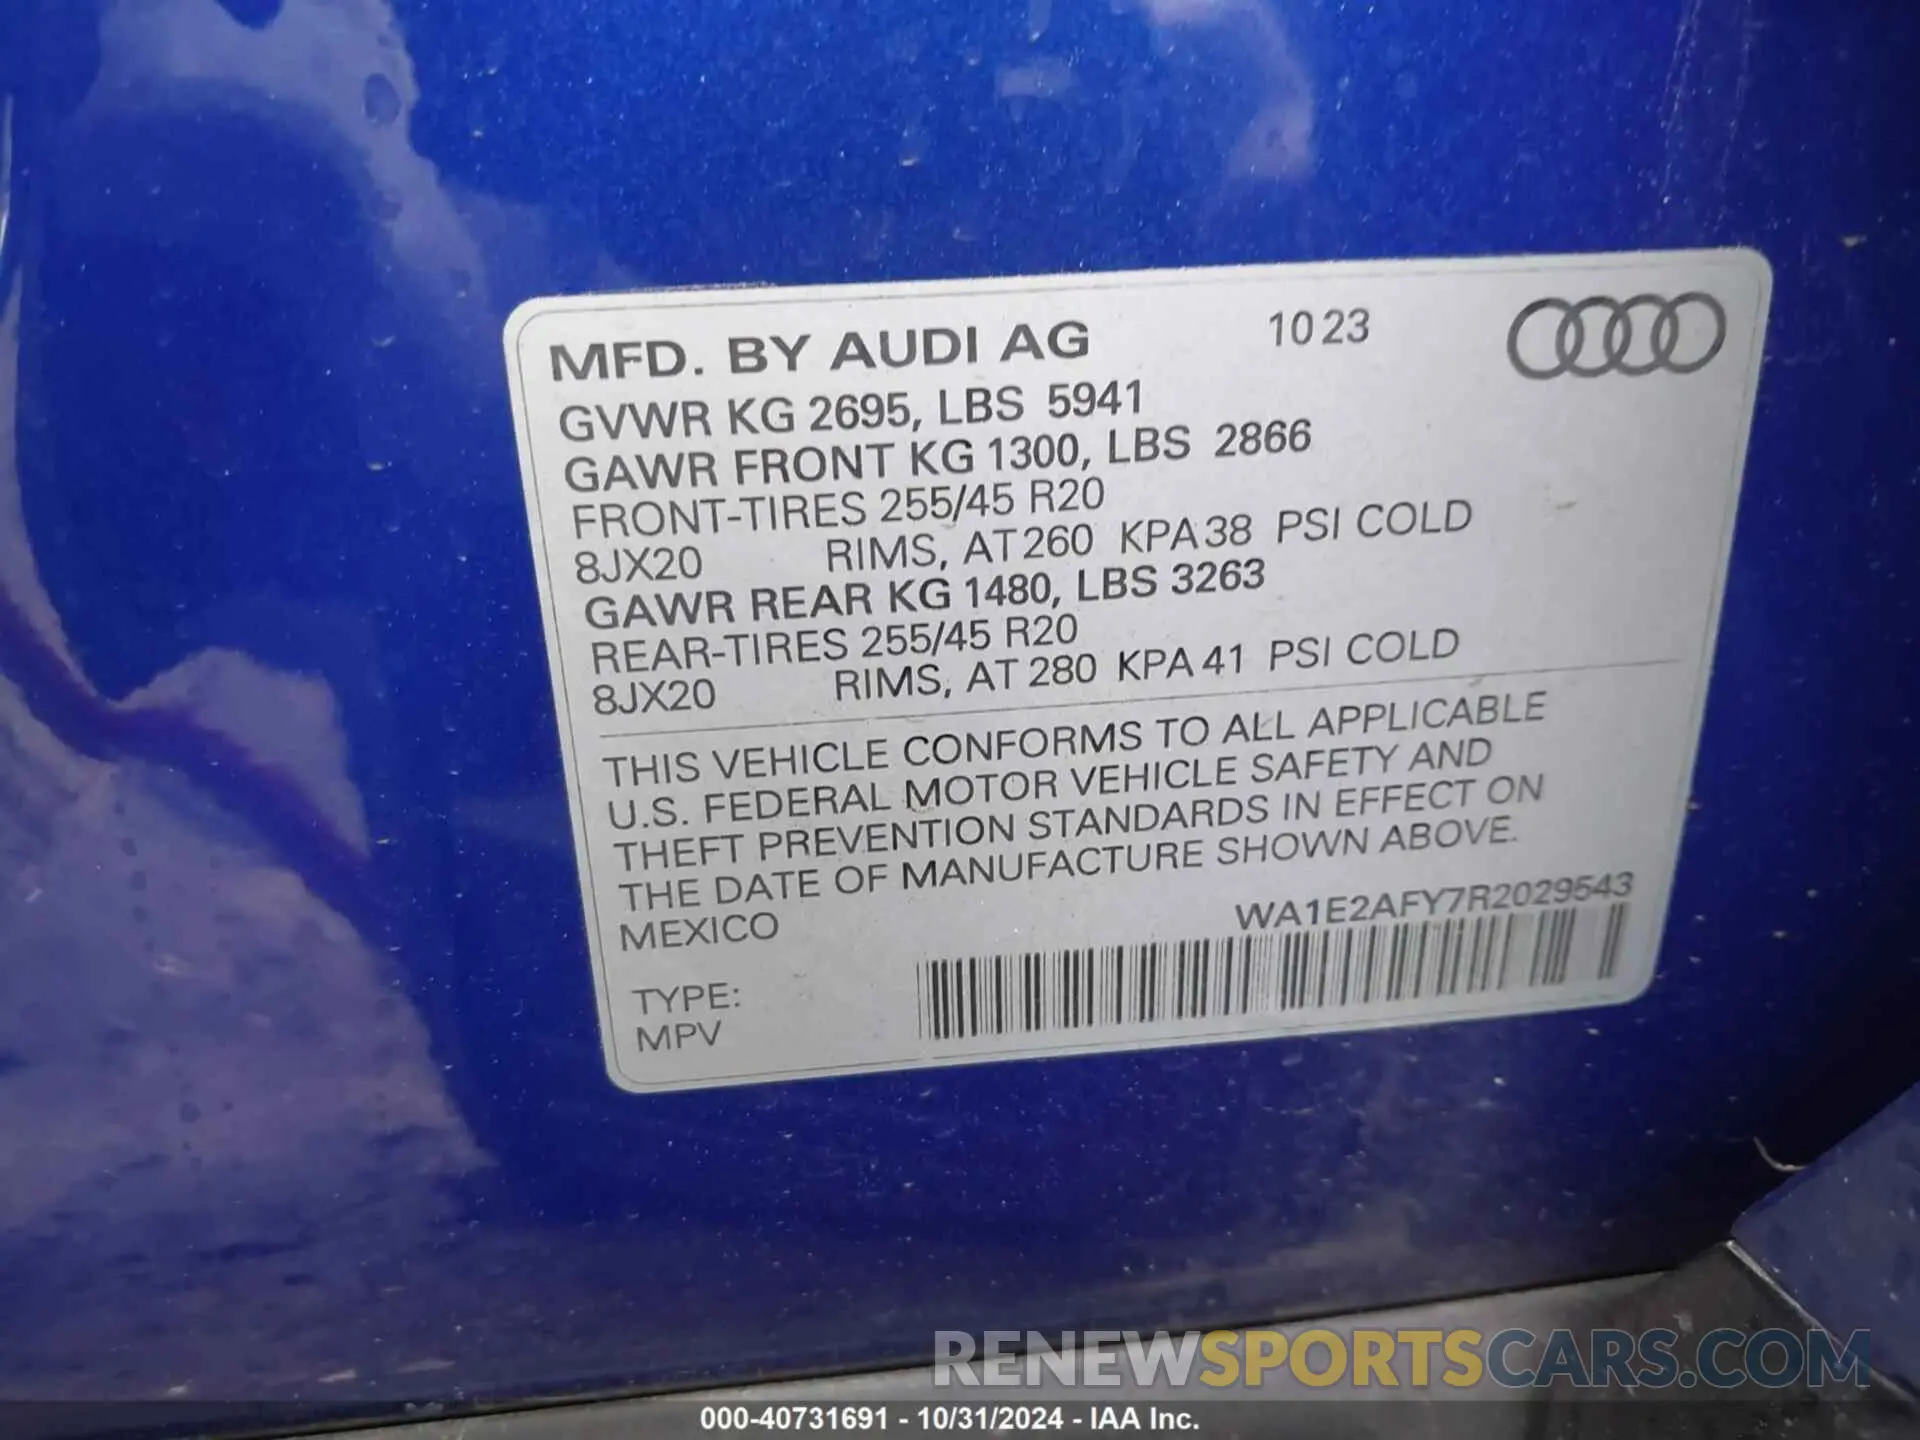 MFD. BY AUDI AG 10 23
GVWR KG 2695, LBS 5941
GAWR FRONT KG 1300, LBS 2866
FRONT-TIRES 255/45 R20
8JX20 RIMS, AT 260 KPA 38 PSI COLD
GAWR REAR KG 1480, LBS 3263
REAR-TIRES 255/45 R20
8JX20 RIMS, AT 280 KPA 41 PSI COLD
THIS VEHICLE CONFORMS TO ALL APPLICABLE
U.S. FEDERAL MOTOR VEHICLE SAFETY AND
THEFT PREVENTION STANDARDS IN EFFECT ON
THE DATE OF MANUFACTURE SHOWN ABOVE.
MEXICO WA1E2AFY7R2029543
TYPE:
MPV
RENEWSPORTSCARS.COM
000-40731691 - 10/31/2024 - IAA Inc.